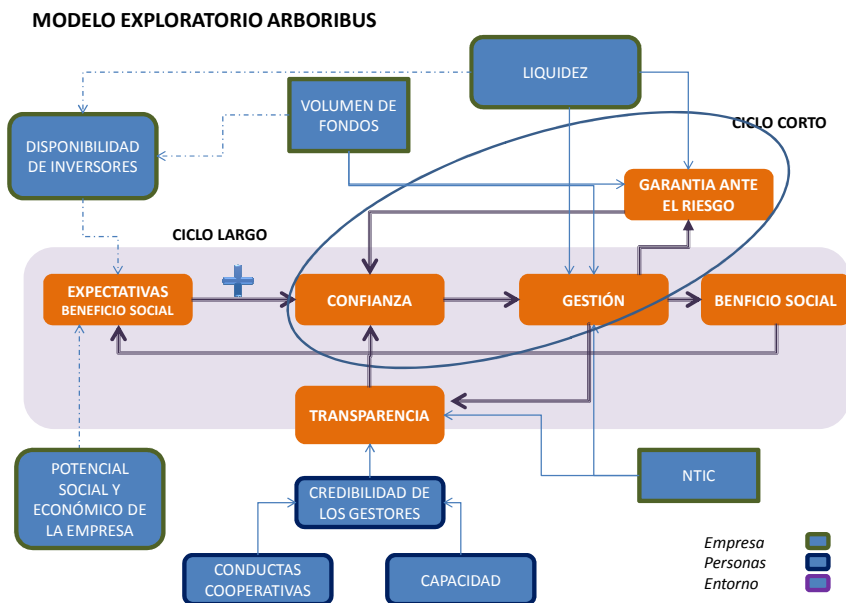 MODELO EXPLORATORIO ARBORIBUS
LIQUIDEZ
VOLUMEN DE
FONDOS
CICLO CORTO
DISPONIBILIDAD
DE INVERSORES
GARANTIA ANTE
EL RIESGO
CICLO LARGO
EXPECTATIVAS
BENEFICIO SOCIAL
CONFIANZA
GESTIÓN
BENFICIO SOCIAL
TRANSPARENCIA
POTENCIAL
SOCIAL Y
ECONÓMICO DE
LA EMPRESA
CREDIBILIDAD DE
LOS GESTORES
NTIC
CONDUCTAS
COOPERATIVAS
CAPACIDAD
Empresa
Personas
Entorno